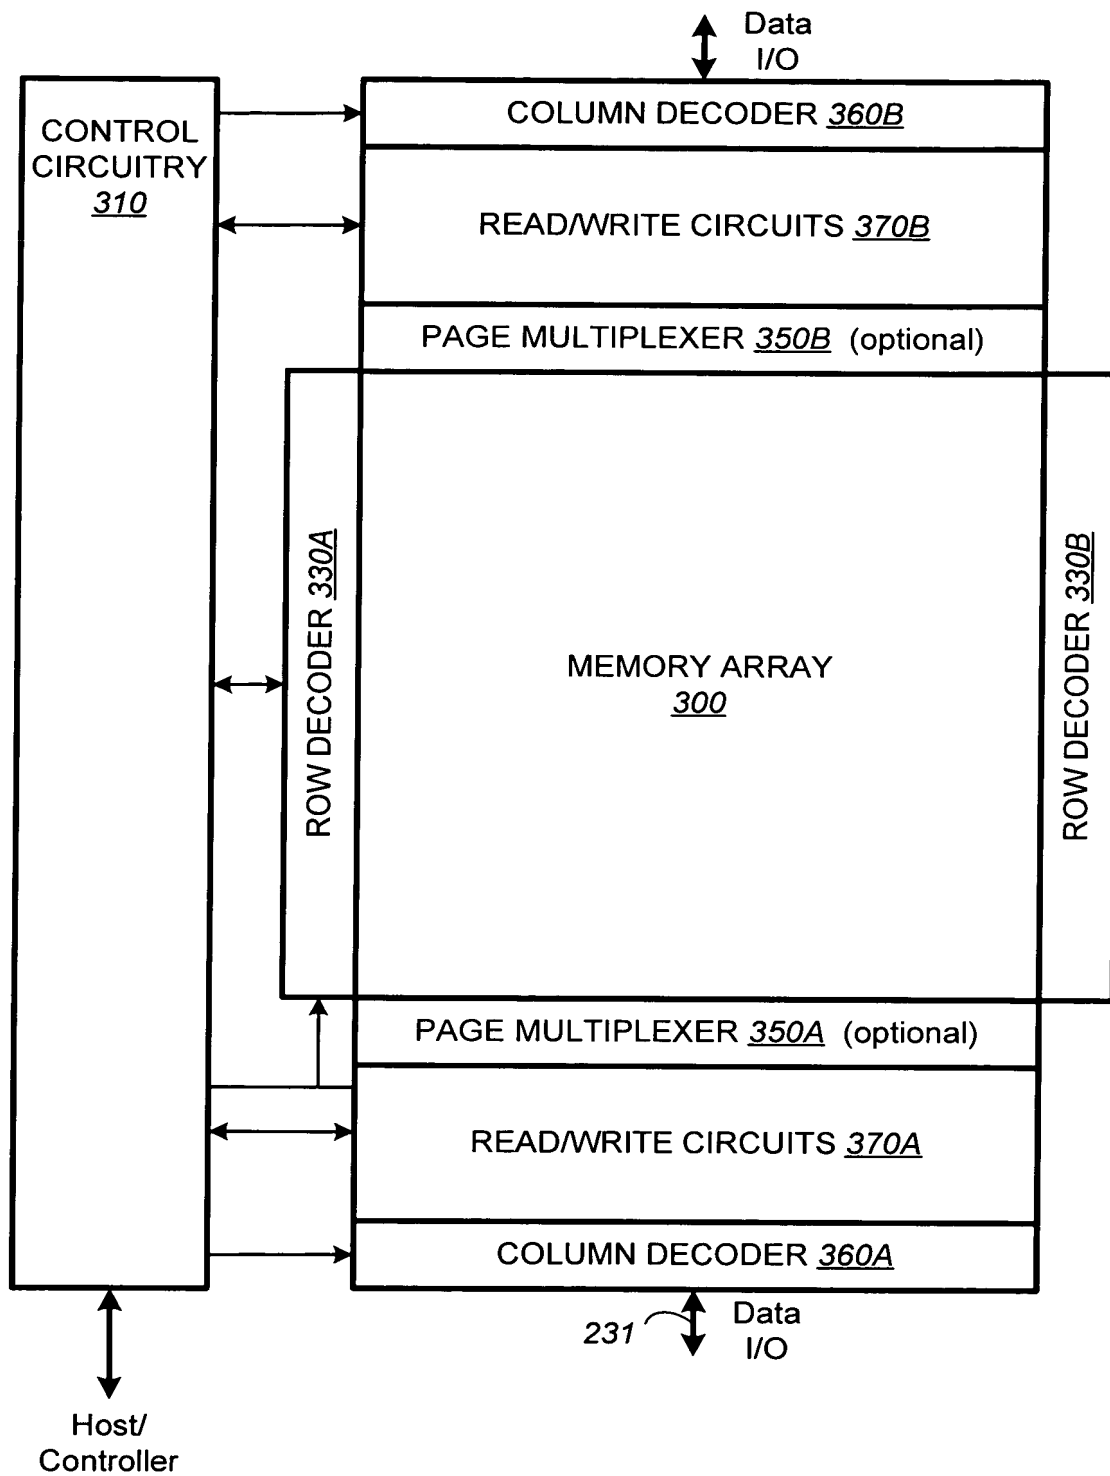 Data
I/O
CONTROL
CIRCUITRY
310
COLUMN DECODER 360B
READ/WRITE CIRCUITS 370B
PAGE MULTIPLEXER 350B (optional)
ROW DECODER 330A
MEMORY ARRAY
300
ROW DECODER 330B
PAGE MULTIPLEXER 350A (optional)
READ/WRITE CIRCUITS 370A
COLUMN DECODER 360A
231
Data
I/O
Host/
Controller